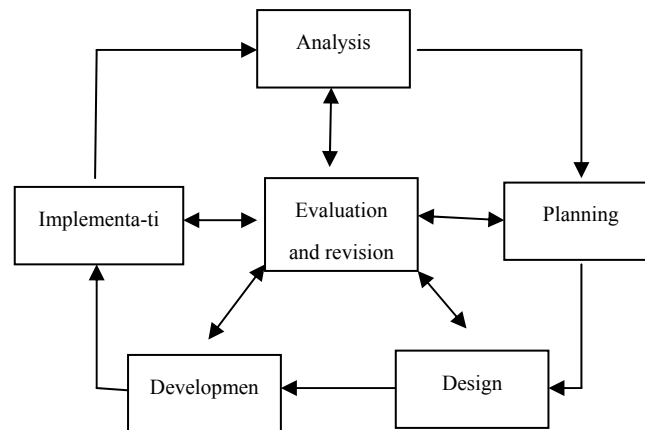 Analysis
Implementa-ti
Evaluation
and revision
Planning
Developmen
Design